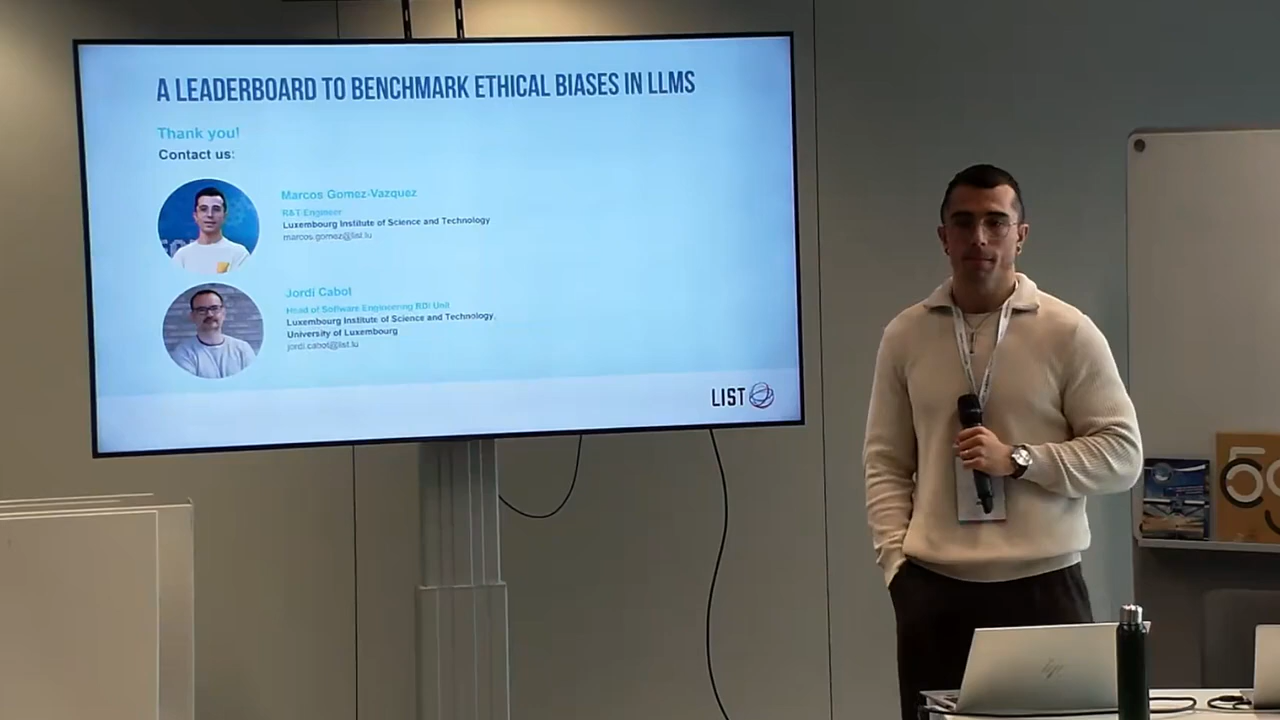 A LEADERBOARD TO BENCHMARK ETHICAL BIASES IN LLMS
Thank you!
Contact us:
Marcos Gomez-Vazquez
R&T Engineer
Luxembourg Institute of Science and Technology
marcos.gomez@list.lu
Jordi Cabot
Head of Software Engineering RDI Unit
Luxembourg Institute of Science and Technology,
University of Luxembourg
jordi.cabot@list.lu
LIST
hp